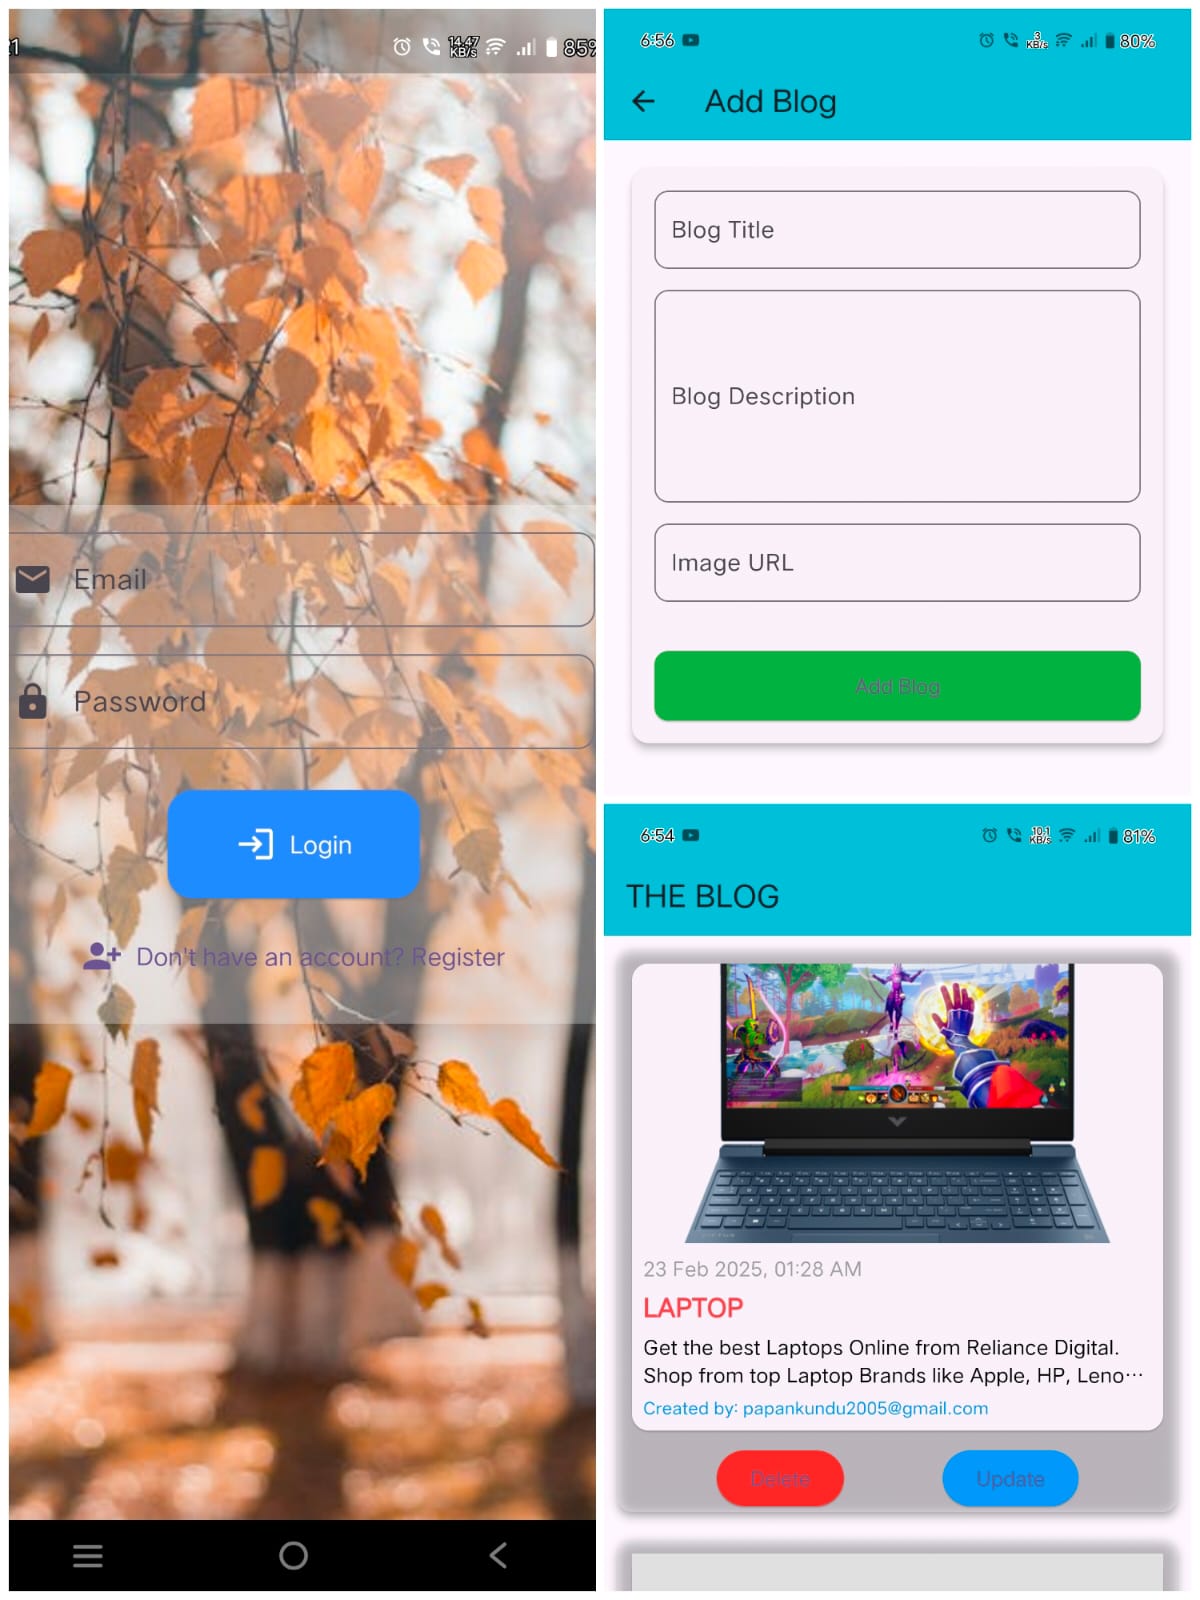 14.47
KB/s
85%
Email
Password
Login
Don't have an account? Register
6:56
3
KB/s
80%
Add Blog
Blog Title
Blog Description
Image URL
Add Blog
6:54
10.1
KB/s
81%
THE BLOG
23 Feb 2025, 01:28 AM
LAPTOP
Get the best Laptops Online from Reliance Digital.
Shop from top Laptop Brands like Apple, HP, Leno···
Created by: papankundu2005@gmail.com
Delete
Update